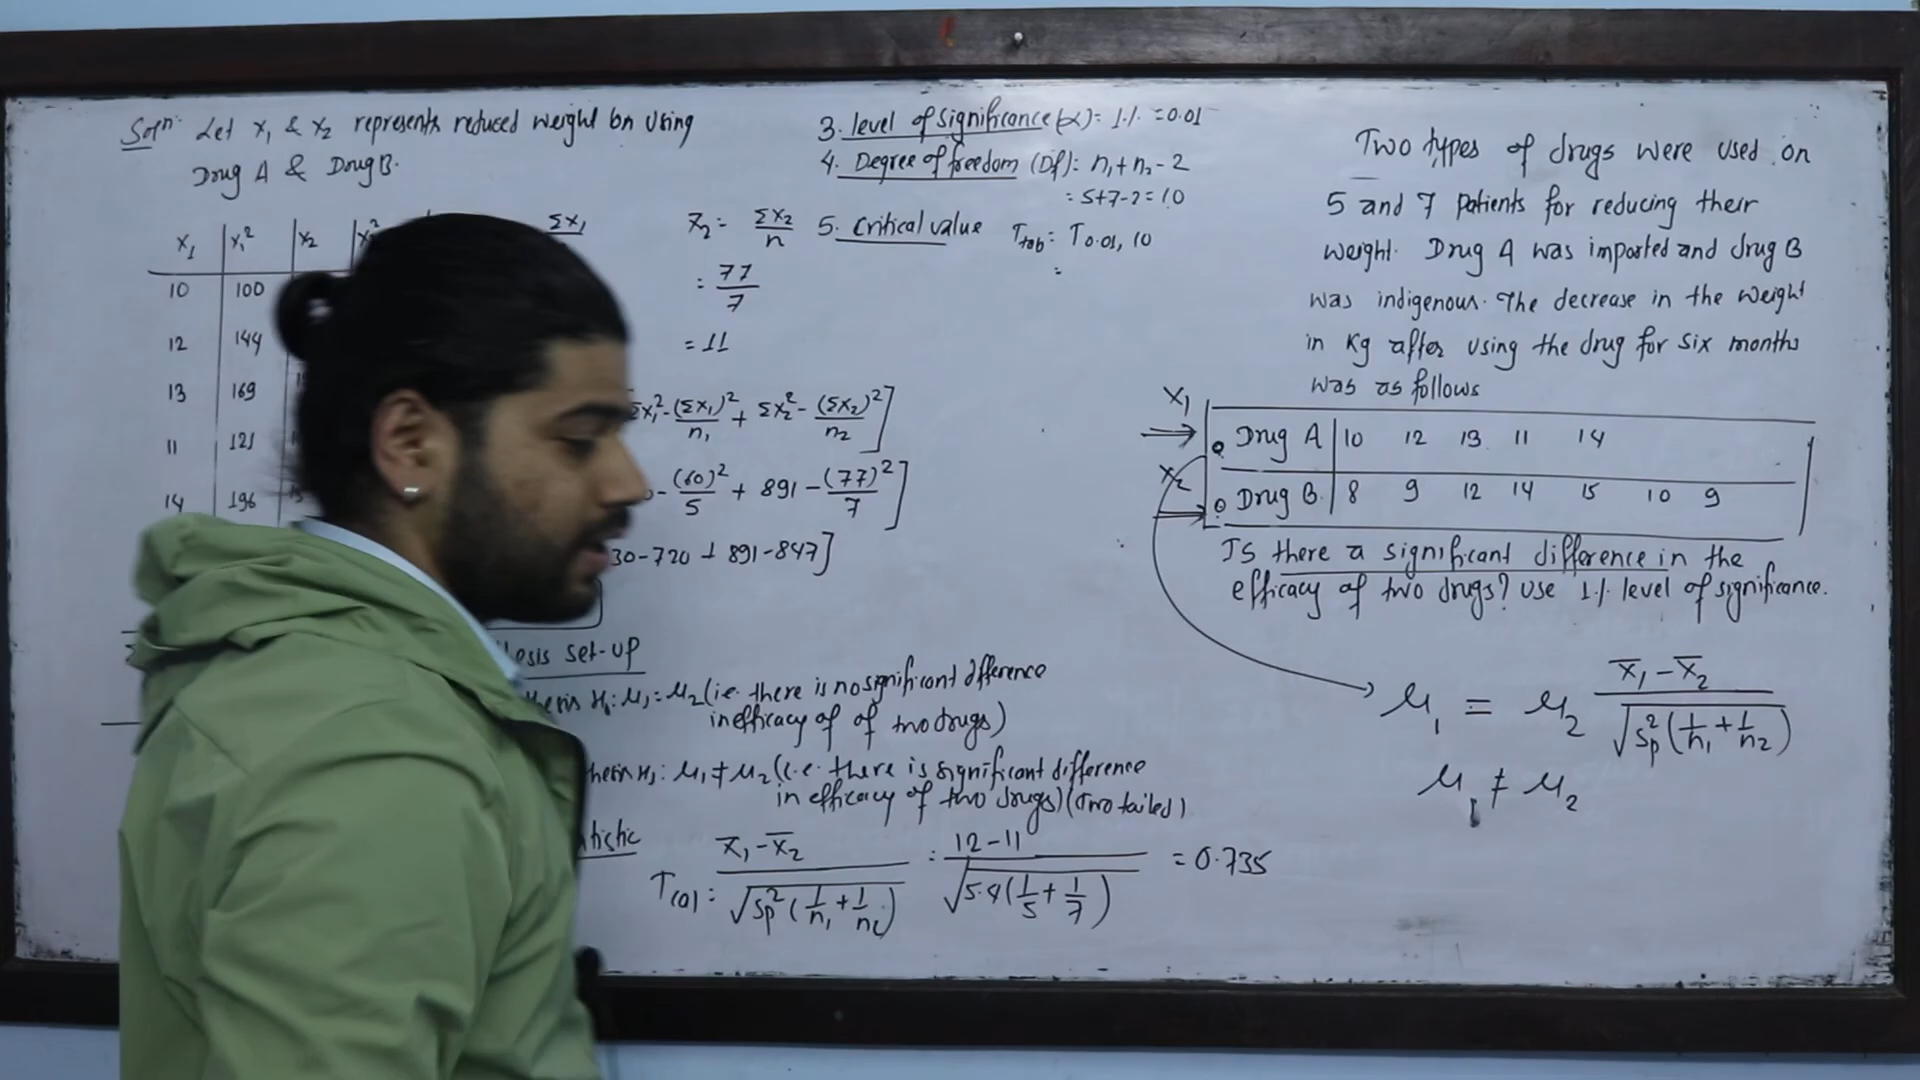 Soln: Let x₁ & x₂ represents reduced weight on using
Drug A & Drug B.
x₁ | x₁² | x₂
10 | 100
12 | 144
13 | 169
11 | 121
14 | 196
Σx₁
x̄₂ = Σx₂ / n
= 77 / 7
= 11
Σx₁² - (Σx₁)² / n₁ + Σx₂² - (Σx₂)² / n₂ ]
- (60)² / 5 + 891 - (77)² / 7 ]
30 - 720 + 891 - 847 ]
esis set-up
hesis H₀: μ₁ = μ₂ (i.e. there is no significant difference
in efficacy of of two drugs)
hesis H₁: μ₁ ≠ μ₂ (i.e. there is significant difference
in efficacy of two drugs) (Two tailed)
tistic
T(a) : x̄₁ - x̄₂ / √Sp² (1/n₁ + 1/n₂) = 12 - 11 / √5.4 (1/5 + 1/7) = 0.735
3. level of significance (α) = 1% = 0.01
4. Degree of freedom (Df) = n₁ + n₂ - 2
= 5+7-2 = 10
5. Critical value T tab = T 0.01, 10
=
Two types of drugs were used on
5 and 7 patients for reducing their
weight. Drug A was imported and drug B
was indigenous. The decrease in the weight
in Kg after using the drug for six months
was as follows
x₁
Drug A | 10 12 13 11 14
x₂
Drug B | 8 9 12 14 15 10 9
IS there a significant difference in the
efficacy of two drugs? Use 1% level of significance.
μ₁ = μ₂ x̄₁ - x̄₂ / √Sp² (1/n₁ + 1/n₂)
μ₁ ≠ μ₂